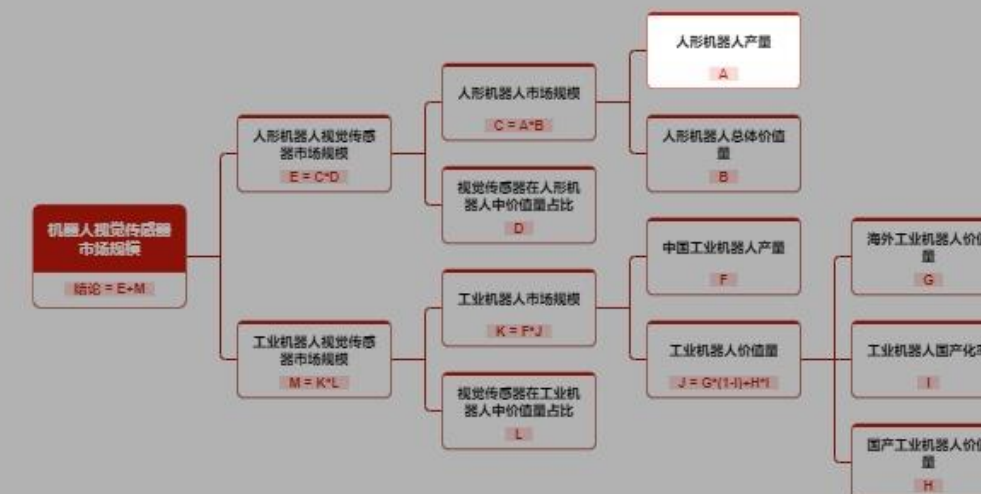 人形机器人产量
A
人形机器人市场规模
C = A*B
人形机器人视觉传感
器市场规模
E = C*D
人形机器人总体价值
量
B
视觉传感器在人形机
器人中价值量占比
D
机器人视觉传感器
市场规模
结论 = E+M
中国工业机器人产量
F
海外工业机器人价值
量
G
工业机器人市场规模
K = F*J
工业机器人视觉传感
器市场规模
M = K*L
工业机器人价值量
J = G*(1-I)+H*I
工业机器人国产化率
I
视觉传感器在工业机
器人中价值量占比
L
国产工业机器人价值
量
H